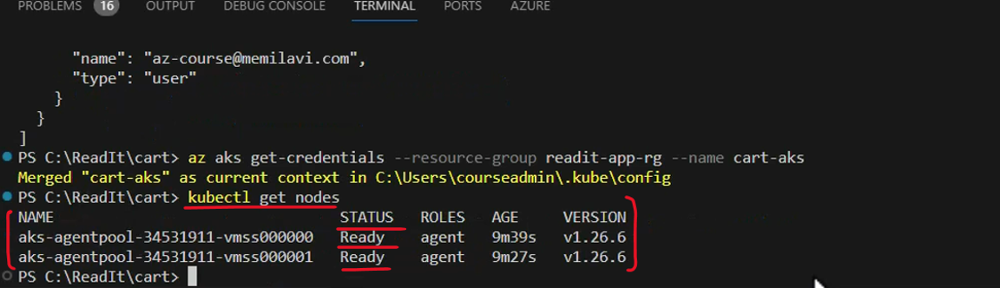 PROBLEMS 16 OUTPUT DEBUG CONSOLE TERMINAL PORTS AZURE
"name": "az-course@memilavi.com",
"type": "user"
}
}
]
PS C:\ReadIt\cart> az aks get-credentials --resource-group readit-app-rg --name cart-aks
Merged "cart-aks" as current context in C:\Users\courseadmin\.kube\config
PS C:\ReadIt\cart> kubectl get nodes
NAME STATUS ROLES AGE VERSION
aks-agentpool-34531911-vmss000000 Ready agent 9m39s v1.26.6
aks-agentpool-34531911-vmss000001 Ready agent 9m27s v1.26.6
PS C:\ReadIt\cart>